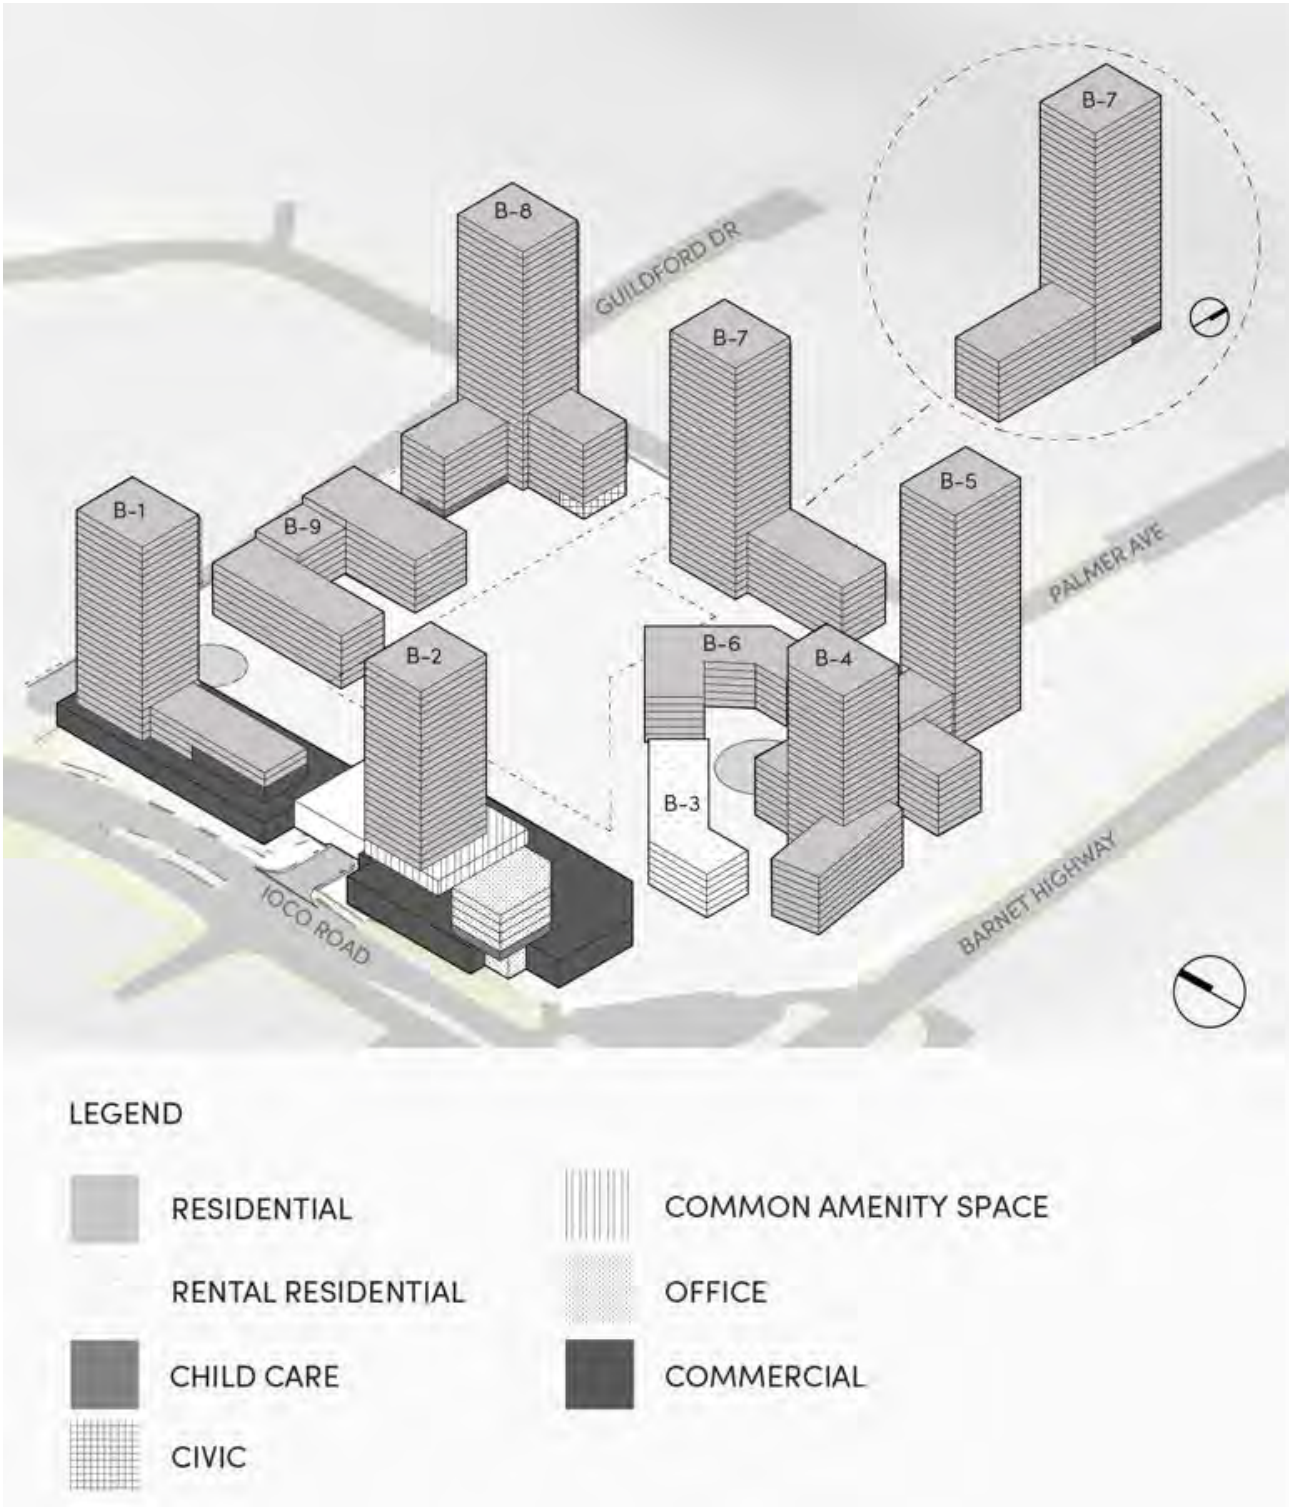 B-7
B-8
GUILDFORD DR
B-7
B-5
B-1
B-9
PALMER AVE
B-2
B-6
B-4
B-3
IOCO ROAD
BARNET HIGHWAY
LEGEND
RESIDENTIAL
COMMON AMENITY SPACE
RENTAL RESIDENTIAL
OFFICE
CHILD CARE
COMMERCIAL
CIVIC